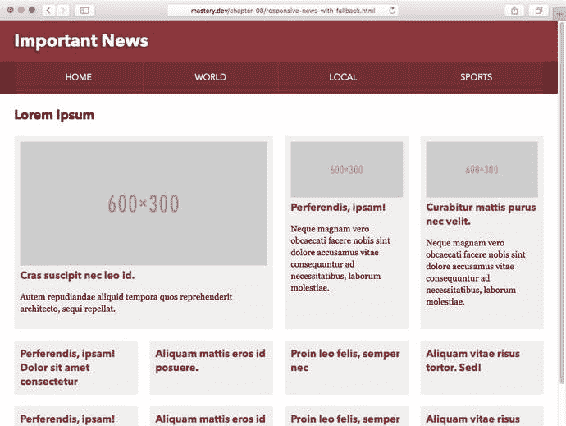 mastery.dev/chapter-08/responsive-news-with-fallback.html
Important News
HOME WORLD LOCAL SPORTS
Lorem Ipsum
600×300
Cras suscipit nec leo id.
Autem repudiandae aliquid tempora quos reprehenderit
architecto, sequi repellat.
600×300
Perferendis, ipsam!
Neque magnam vero
obcaecati facere nobis sint
dolore accusamus vitae
consequuntur ad
necessitatibus, laborum
molestiae.
600×300
Curabitur mattis purus
nec velit.
Neque magnam vero
obcaecati facere nobis sint
dolore accusamus vitae
consequuntur ad
necessitatibus, laborum
molestiae.
Perferendis, ipsam!
Dolor sit amet
consectetur
Aliquam mattis eros id
posuere.
Proin leo felis, semper
nec
Aliquam vitae risus
tortor. Sed!
Perferendis, ipsam!
Aliquam mattis eros id
Proin leo felis, semper
Aliquam vitae risus